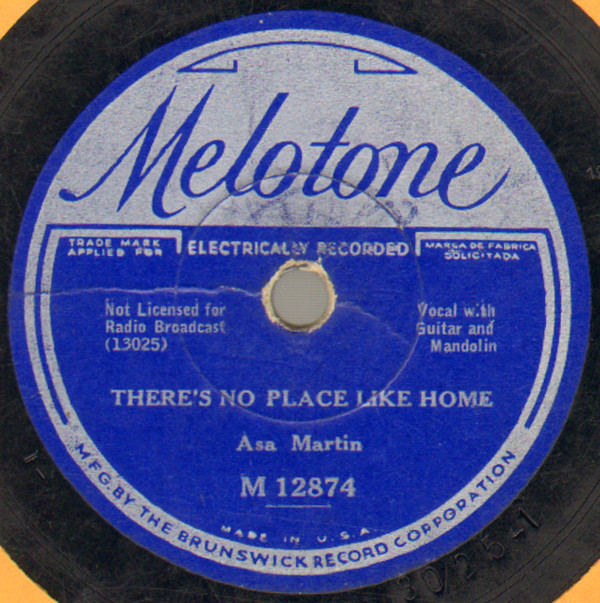 Melotone
TRADE MARK
APPLIED FOR
ELECTRICALLY RECORDED
MARCA DE FABRICA
SOLICITADA
Not Licensed for
Radio Broadcast
(13025)
Vocal with
Guitar and
Mandolin
THERE'S NO PLACE LIKE HOME
Asa Martin
M 12874
MADE IN U.S.A.
MFG. BY THE BRUNSWICK RECORD CORPORATION